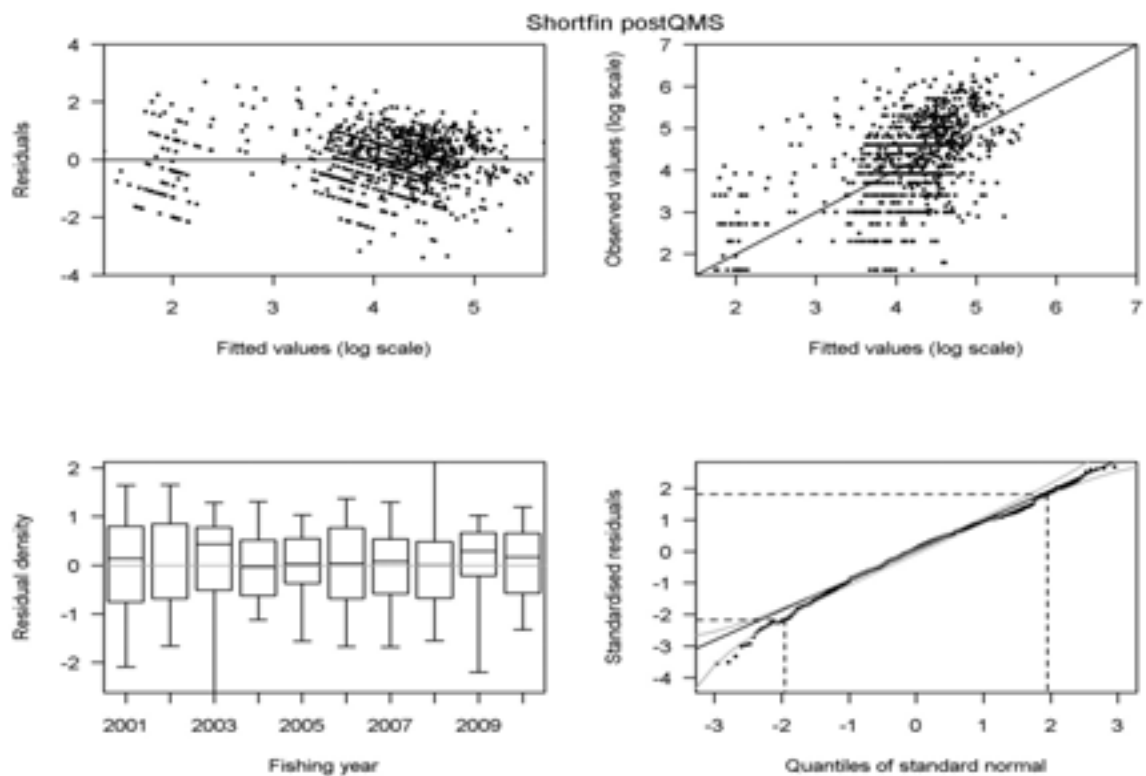 Shortfin postQMS
4
2
0
-2
-4
Residuals
2 3 4 5
Fitted values (log scale)
7
6
5
4
3
2
Observed values (log scale)
2 3 4 5 6 7
Fitted values (log scale)
2
1
0
-1
-2
Residual density
2001 2003 2005 2007 2009
Fishing year
2
1
0
-1
-2
-3
-4
Standardised residuals
-3 -2 -1 0 1 2 3
Quantiles of standard normal